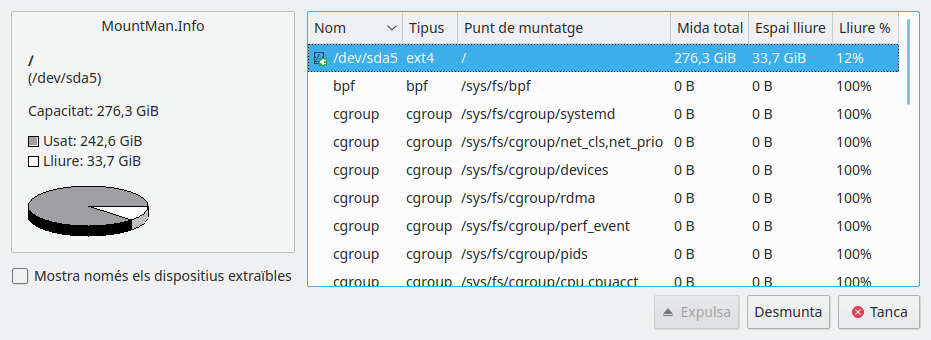 MountMan.Info
/
(/dev/sda5)
Capacitat: 276,3 GiB
Usat: 242,6 GiB
Lliure: 33,7 GiB
Mostra només els dispositius extraïbles
Nom Tipus Punt de muntatge Mida total Espai lliure Lliure %
/dev/sda5 ext4 / 276,3 GiB 33,7 GiB 12%
bpf bpf /sys/fs/bpf 0 B 0 B 100%
cgroup cgroup /sys/fs/cgroup/systemd 0 B 0 B 100%
cgroup cgroup /sys/fs/cgroup/net_cls,net_prio 0 B 0 B 100%
cgroup cgroup /sys/fs/cgroup/devices 0 B 0 B 100%
cgroup cgroup /sys/fs/cgroup/rdma 0 B 0 B 100%
cgroup cgroup /sys/fs/cgroup/perf_event 0 B 0 B 100%
cgroup cgroup /sys/fs/cgroup/pids 0 B 0 B 100%
cgroup cgroup /sys/fs/cgroup/cpu,cpuacct 0 B 0 B 100%
Expulsa Desmunta Tanca